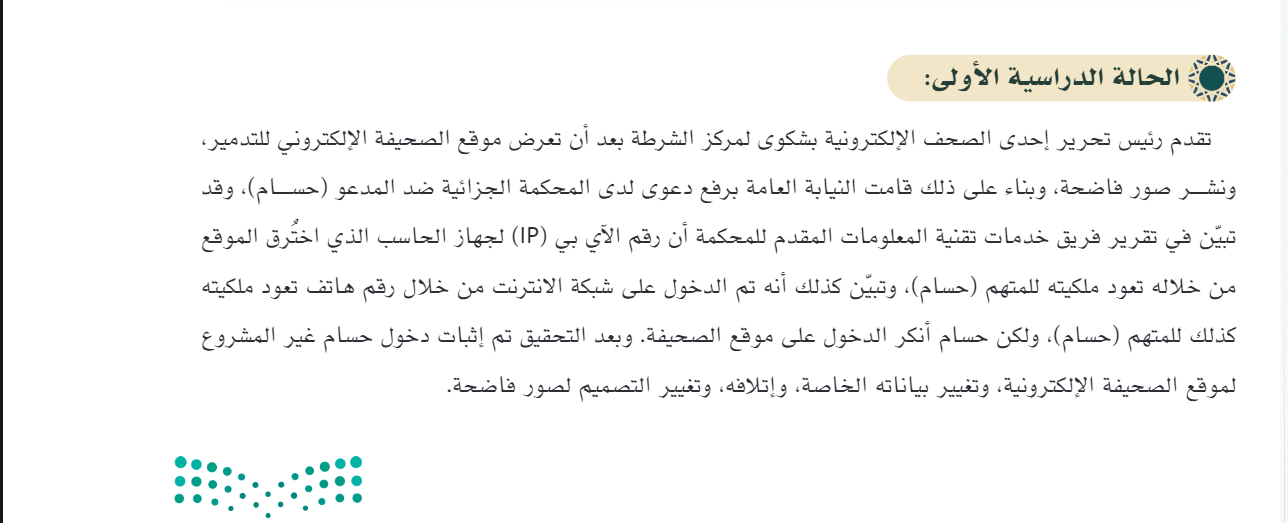 الحالة الدراسية الأولى:
تقدم رئيس تحرير إحدى الصحف الإلكترونية بشكوى لمركز الشرطة بعد أن تعرض موقع الصحيفة الإلكتروني للتدمير،
ونشــر صور فاضحة، وبناء على ذلك قامت النيابة العامة برفع دعوى لدى المحكمة الجزائية ضد المدعو (حســام)، وقد
تبيّن في تقرير فريق خدمات تقنية المعلومات المقدم للمحكمة أن رقم الآي بي (IP) لجهاز الحاسب الذي اختُرق الموقع
من خلاله تعود ملكيته للمتهم (حسام)، وتبيّن كذلك أنه تم الدخول على شبكة الانترنت من خلال رقم هاتف تعود ملكيته
كذلك للمتهم (حسام)، ولكن حسام أنكر الدخول على موقع الصحيفة. وبعد التحقيق تم إثبات دخول حسام غير المشروع
لموقع الصحيفة الإلكترونية، وتغيير بياناته الخاصة، وإتلافه، وتغيير التصميم لصور فاضحة.